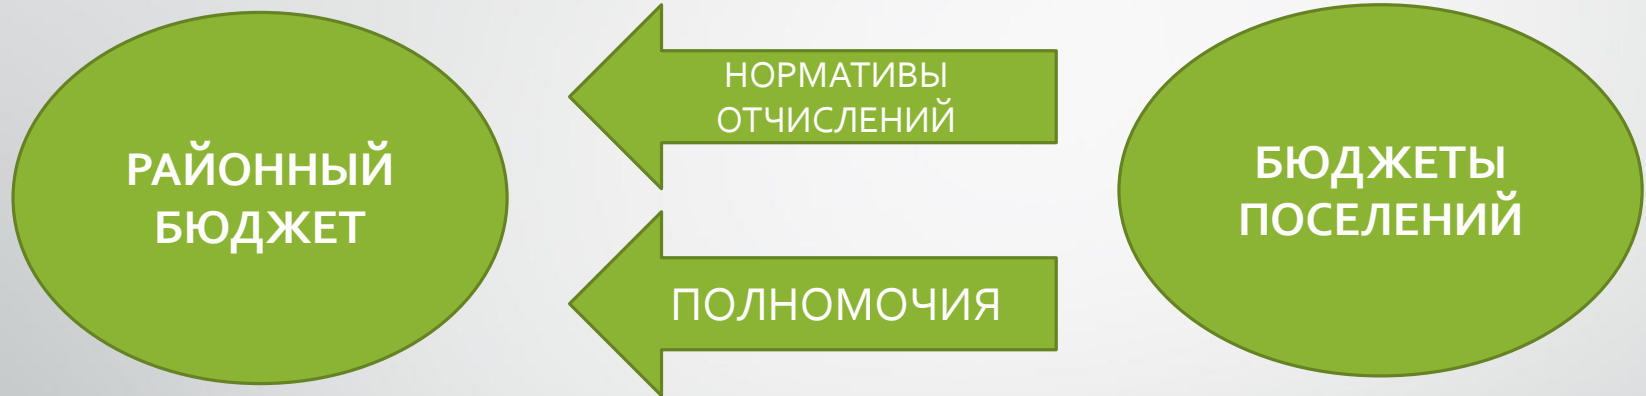 РАЙОННЫЙ
БЮДЖЕТ
НОРМАТИВЫ
ОТЧИСЛЕНИЙ
ПОЛНОМОЧИЯ
БЮДЖЕТЫ
ПОСЕЛЕНИЙ